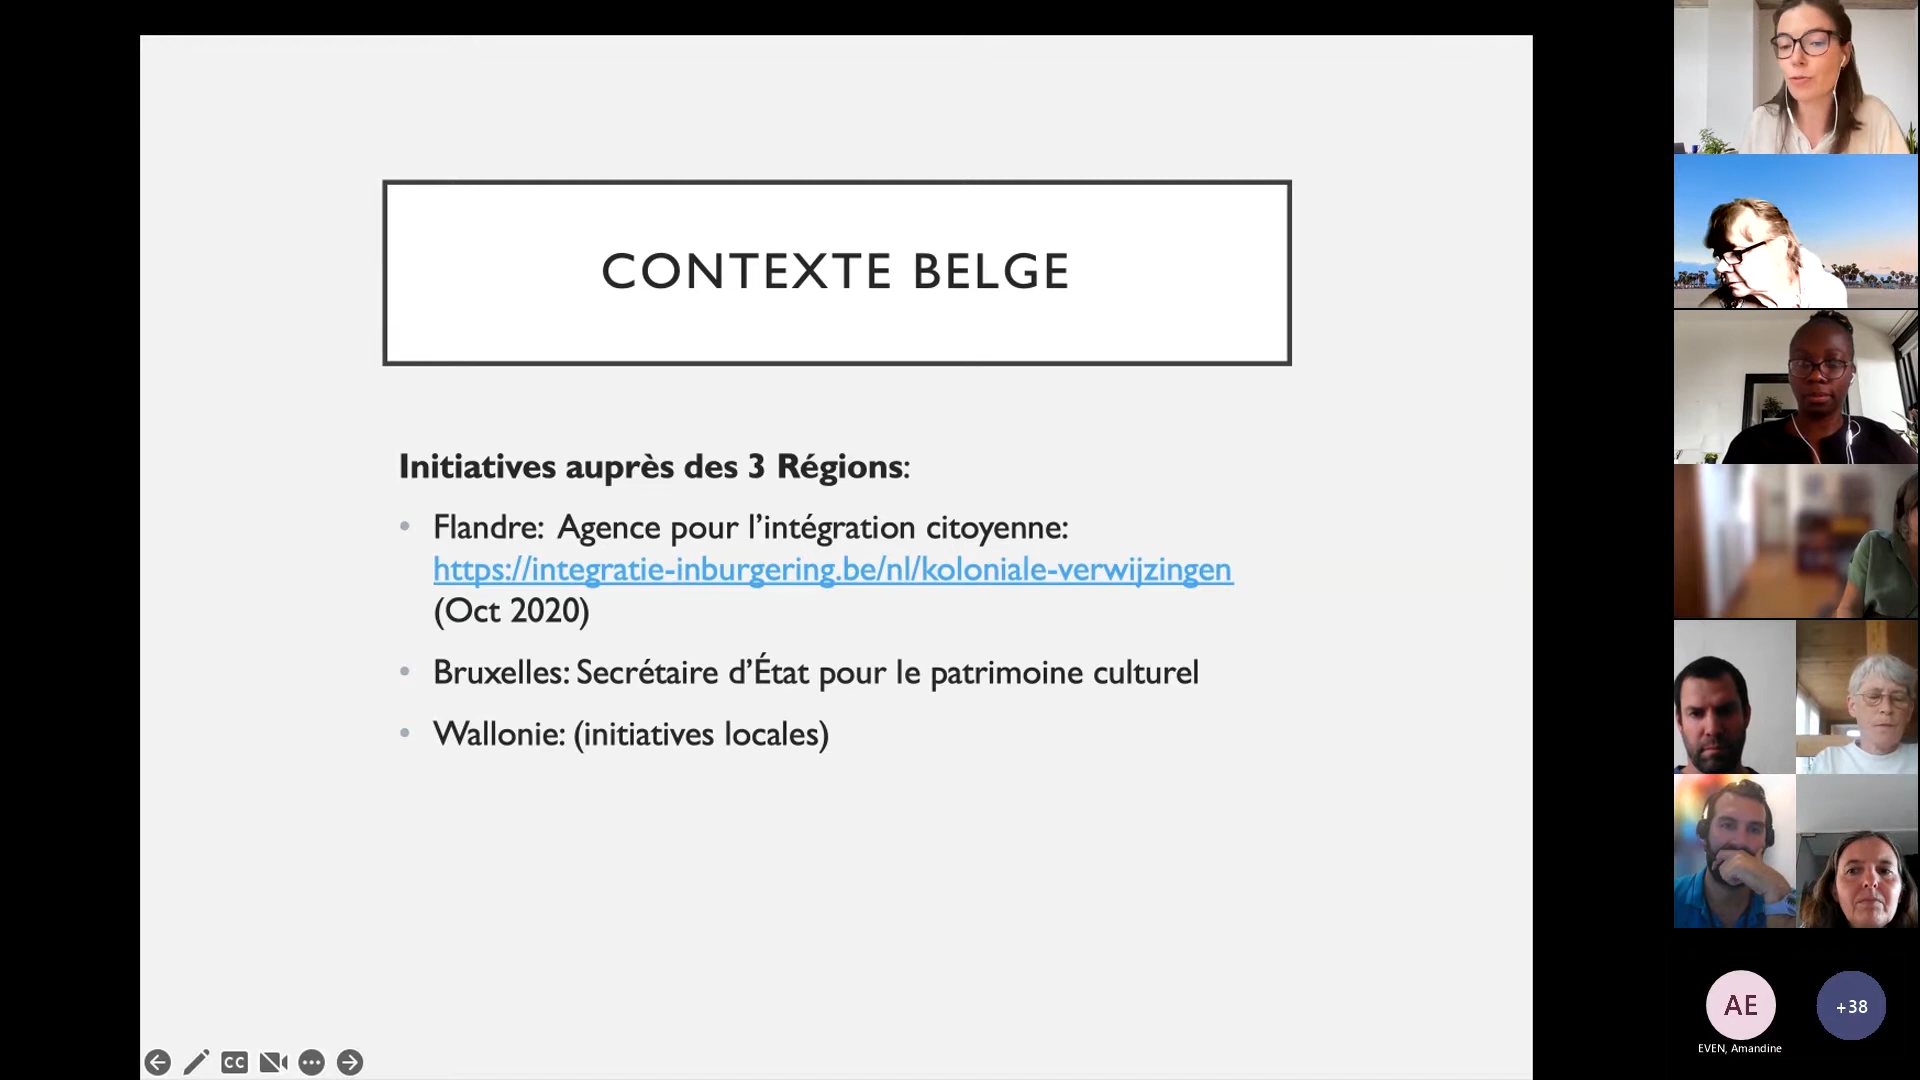 CONTEXTE BELGE
Initiatives auprès des 3 Régions:
• Flandre: Agence pour l’intégration citoyenne:
https://integratie-inburgering.be/nl/koloniale-verwijzingen
(Oct 2020)
• Bruxelles: Secrétaire d’État pour le patrimoine culturel
• Wallonie: (initiatives locales)
CC
AE
+38
EVEN, Amandine